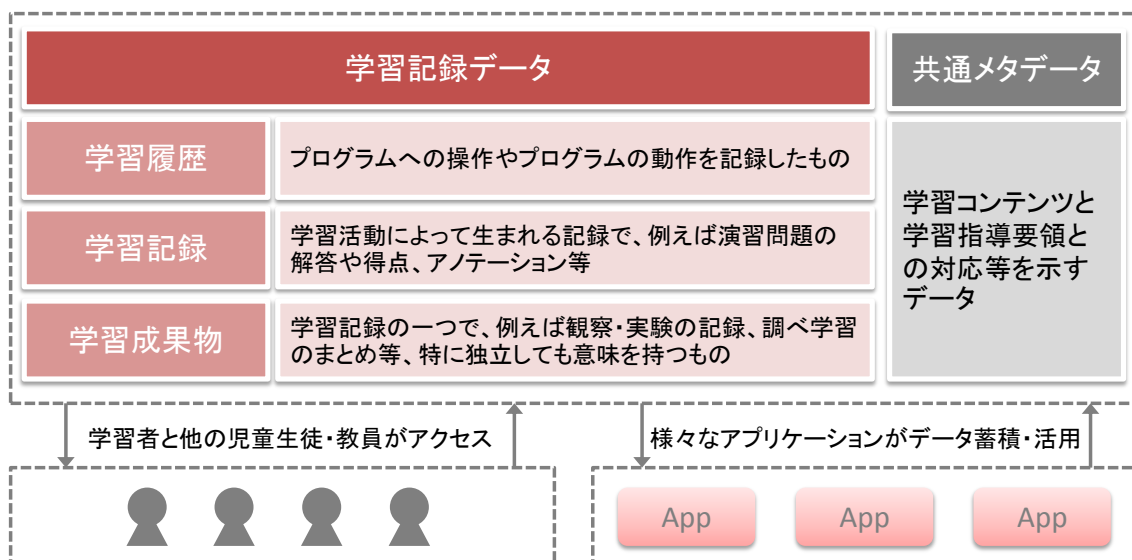 学習記録データ
共通メタデータ
学習履歴
プログラムへの操作やプログラムの動作を記録したもの
学習記録
学習活動によって生まれる記録で、例えば演習問題の
解答や得点、アノテーション等
学習成果物
学習記録の一つで、例えば観察・実験の記録、調べ学習
のまとめ等、特に独立しても意味を持つもの
学習コンテンツと
学習指導要領と
の対応等を示す
データ
学習者と他の児童生徒・教員がアクセス
様々なアプリケーションがデータ蓄積・活用
App
App
App